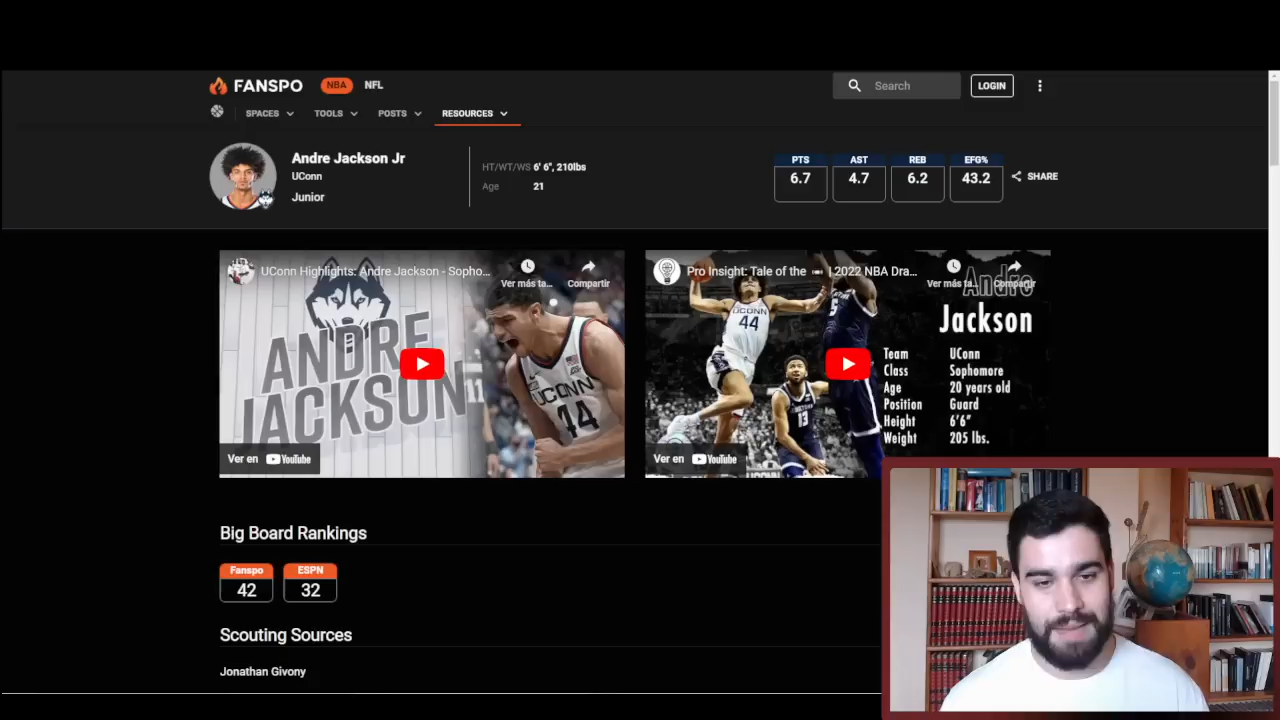 FANSPO NBA NFL Search LOGIN
SPACES TOOLS POSTS RESOURCES
Andre Jackson Jr
UConn
Junior
HT/WT/WS 6' 6", 210lbs
Age 21
PTS AST REB EFG%
6.7 4.7 6.2 43.2
SHARE
UConn Highlights: Andre Jackson - Sopho...
Ver más ta...
Compartir
ANDRE
JACKSON
UCONN
44
Ver en YouTube
Pro Insight: Tale of the | 2022 NBA Dra...
Ver más ta...
Compartir
Andre
Jackson
UCONN
44
5
13
Team UConn
Class Sophomore
Age 20 years old
Position Guard
Height 6'6"
Weight 205 lbs.
Ver en YouTube
Big Board Rankings
Fanspo ESPN
42 32
Scouting Sources
Jonathan Givony